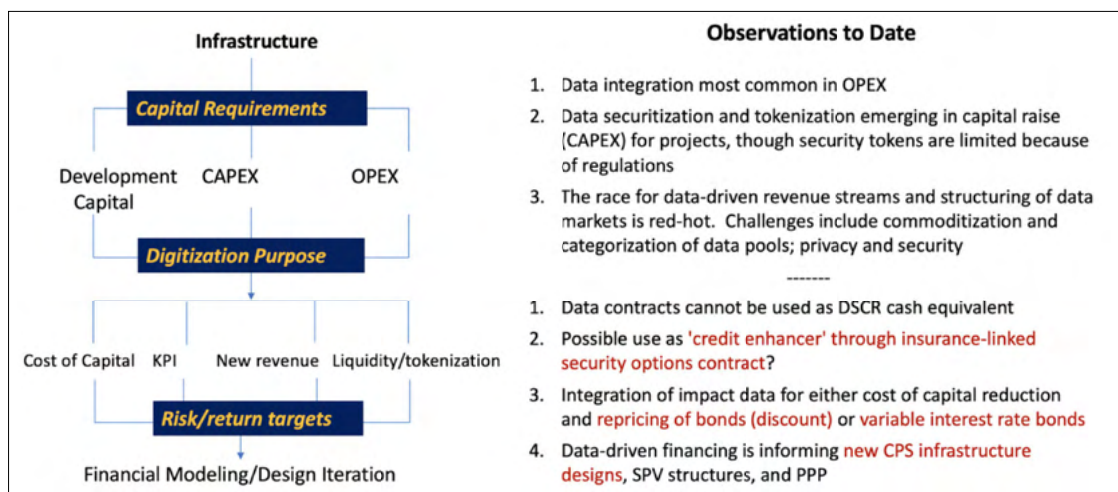 Infrastructure
Capital Requirements
Development
Capital
CAPEX
OPEX
Digitization Purpose
Cost of Capital
KPI
New revenue
Liquidity/tokenization
Risk/return targets
Financial Modeling/Design Iteration
Observations to Date
1. Data integration most common in OPEX
2. Data securitization and tokenization emerging in capital raise
(CAPEX) for projects, though security tokens are limited because
of regulations
3. The race for data-driven revenue streams and structuring of data
markets is red-hot. Challenges include commoditization and
categorization of data pools; privacy and security
-------
1. Data contracts cannot be used as DSCR cash equivalent
2. Possible use as 'credit enhancer' through insurance-linked
security options contract?
3. Integration of impact data for either cost of capital reduction
and repricing of bonds (discount) or variable interest rate bonds
4. Data-driven financing is informing new CPS infrastructure
designs, SPV structures, and PPP